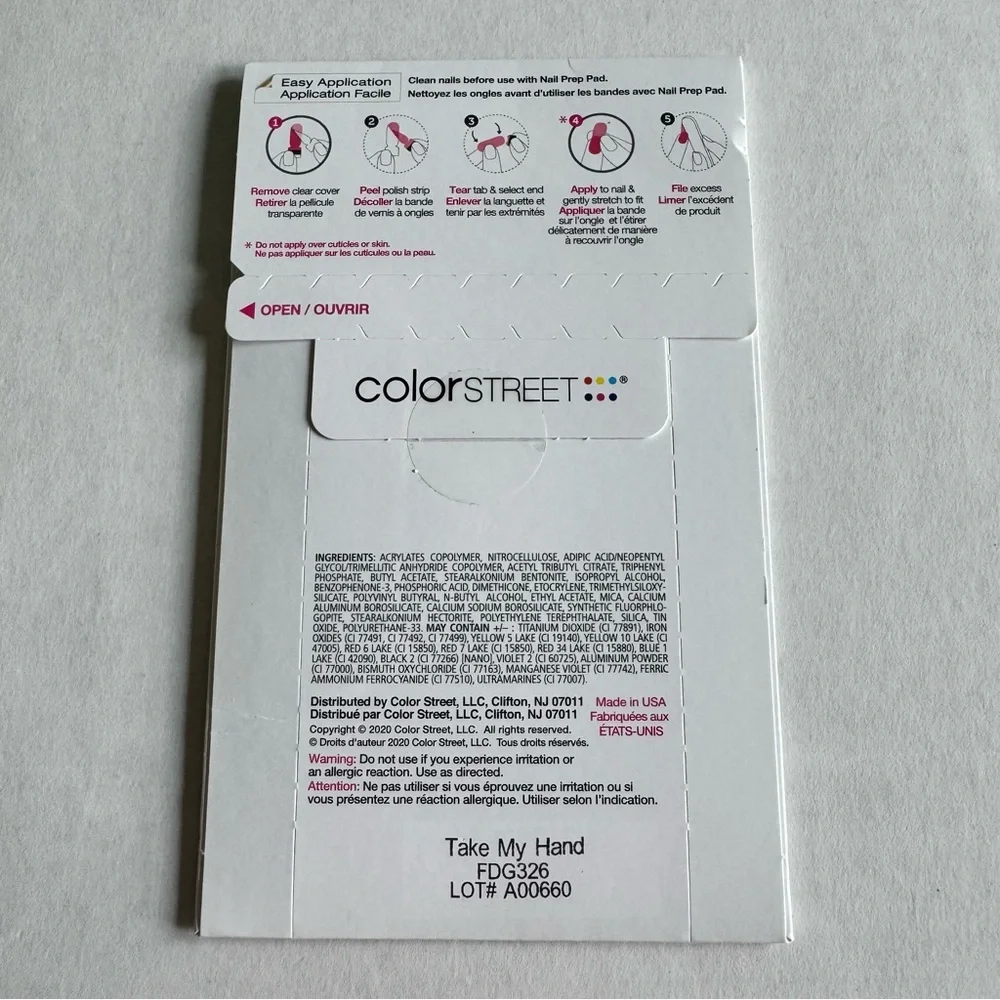 Easy Application
Application Facile
Clean nails before use with Nail Prep Pad.
Nettoyez les ongles avant d'utiliser les bandes avec Nail Prep Pad.
1
2
3
*4
5
Remove clear cover
Retirer la pellicule
transparente
Peel polish strip
Décoller la bande
de vernis à ongles
Tear tab & select end
Enlever la languette et
tenir par les extrémités
Apply to nail &
gently stretch to fit
Appliquer la bande
sur l'ongle et l'étirer
délicatement de manière
à recouvrir l'ongle
File excess
Limer l'excédent
de produit
* Do not apply over cuticles or skin.
Ne pas appliquer sur les cuticules ou la peau.
OPEN / OUVRIR
colorSTREET®
INGREDIENTS: ACRYLATES COPOLYMER, NITROCELLULOSE, ADIPIC ACID/NEOPENTYL
GLYCOL/TRIMELLITIC ANHYDRIDE COPOLYMER, ACETYL TRIBUTYL CITRATE, TRIPHENYL
PHOSPHATE, BUTYL ACETATE, STEARALKONIUM BENTONITE, ISOPROPYL ALCOHOL,
BENZOPHENONE-3, PHOSPHORIC ACID, DIMETHICONE, ETOCRYLENE, TRIMETHYLSILOXY-
SILICATE, POLYVINYL BUTYRAL, N-BUTYL ALCOHOL, ETHYL ACETATE, MICA, CALCIUM
ALUMINUM BOROSILICATE, CALCIUM SODIUM BOROSILICATE, SYNTHETIC FLUORPHLO-
GOPITE, STEARALKONIUM HECTORITE, POLYETHYLENE TEREPHTHALATE, SILICA, TIN
OXIDE, POLYURETHANE-33. MAY CONTAIN +/- : TITANIUM DIOXIDE (CI 77891), IRON
OXIDES (CI 77491, CI 77492, CI 77499), YELLOW 5 LAKE (CI 19140), YELLOW 10 LAKE (CI
47005), RED 6 LAKE (CI 15850), RED 7 LAKE (CI 15850), RED 34 LAKE (CI 15880), BLUE 1
LAKE (CI 42090), BLACK 2 (CI 77266) [NANO], VIOLET 2 (CI 60725), ALUMINUM POWDER
(CI 77000), BISMUTH OXYCHLORIDE (CI 77163), MANGANESE VIOLET (CI 77742), FERRIC
AMMONIUM FERROCYANIDE (CI 77510), ULTRAMARINES (CI 77007).
Distributed by Color Street, LLC, Clifton, NJ 07011
Distribué par Color Street, LLC, Clifton, NJ 07011
Copyright © 2020 Color Street, LLC. All rights reserved.
© Droits d'auteur 2020 Color Street, LLC. Tous droits réservés.
Made in USA
Fabriquées aux
ÉTATS-UNIS
Warning: Do not use if you experience irritation or
an allergic reaction. Use as directed.
Attention: Ne pas utiliser si vous éprouvez une irritation ou si
vous présentez une réaction allergique. Utiliser selon l'indication.
Take My Hand
FDG326
LOT# A00660